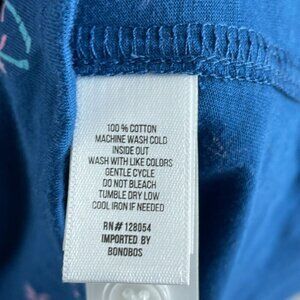 100 % COTTON
MACHINE WASH COLD
INSIDE OUT
WASH WITH LIKE COLORS
GENTLE CYCLE
DO NOT BLEACH
TUMBLE DRY LOW
COOL IRON IF NEEDED
RN# 128054
IMPORTED BY
BONOBOS